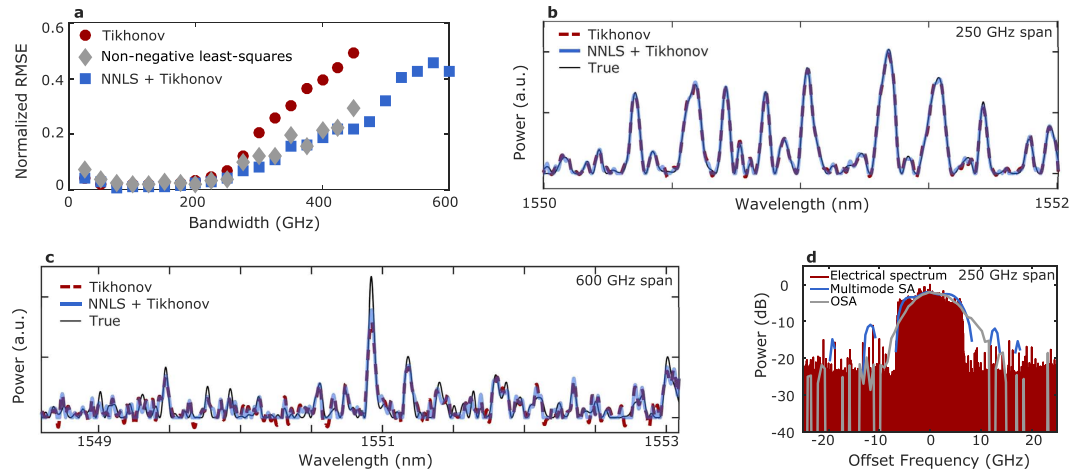 a
Normalized RMSE
0.6
0.4
0.2
0
Tikhonov
Non-negative least-squares
NNLS + Tikhonov
0
200
400
600
Bandwidth (GHz)
b
Power (a.u.)
Tikhonov
NNLS + Tikhonov
True
250 GHz span
1550
1552
Wavelength (nm)
c
Power (a.u.)
Tikhonov
NNLS + Tikhonov
True
600 GHz span
1549
1551
1553
Wavelength (nm)
d
Power (dB)
0
-10
-20
-30
-40
Electrical spectrum
Multimode SA
OSA
250 GHz span
-20
-10
0
10
20
Offset Frequency (GHz)